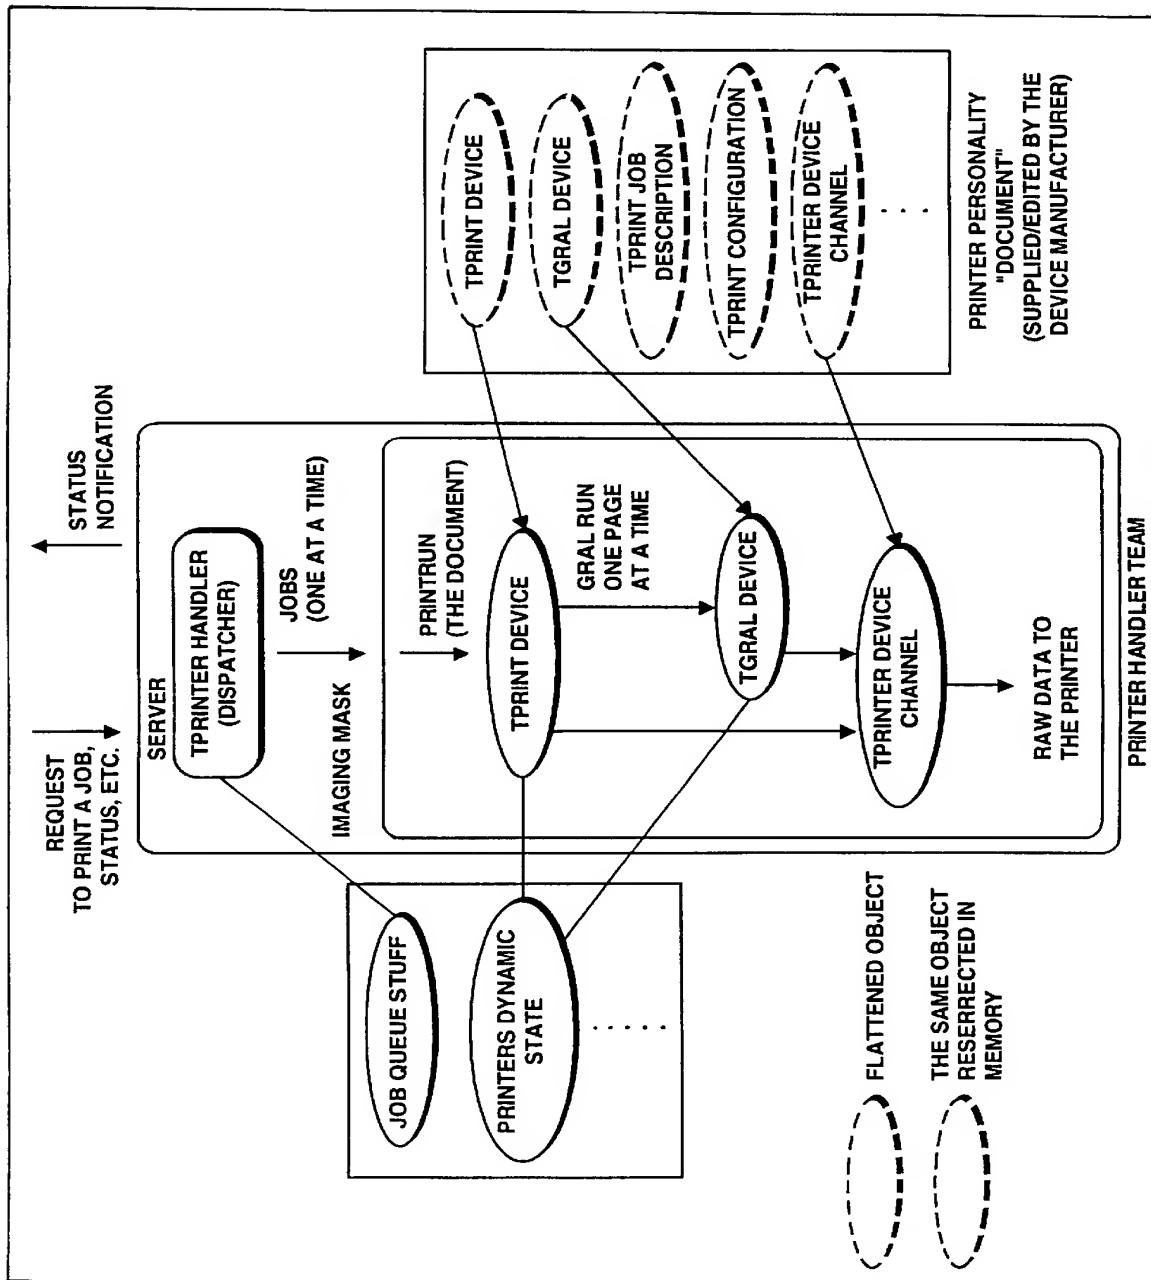 REQUEST
TO PRINT A JOB,
STATUS, ETC.
STATUS
NOTIFICATION
SERVER
TPRINTER HANDLER
(DISPATCHER)
JOBS
(ONE AT A TIME)
IMAGING MASK
PRINTRUN
(THE DOCUMENT)
TPRINT DEVICE
GRAL RUN
ONE PAGE
AT A TIME
TGRAL DEVICE
TPRINTER DEVICE
CHANNEL
RAW DATA TO
THE PRINTER
PRINTER HANDLER TEAM
JOB QUEUE STUFF
PRINTERS DYNAMIC
STATE
. . . . . .
TPRINT DEVICE
TGRAL DEVICE
TPRINT JOB
DESCRIPTION
TPRINT CONFIGURATION
TPRINTER DEVICE
CHANNEL
. . . .
PRINTER PERSONALITY
"DOCUMENT"
(SUPPLIED/EDITED BY THE
DEVICE MANUFACTURER)
FLATTENED OBJECT
THE SAME OBJECT
RESERRECTED IN
MEMORY